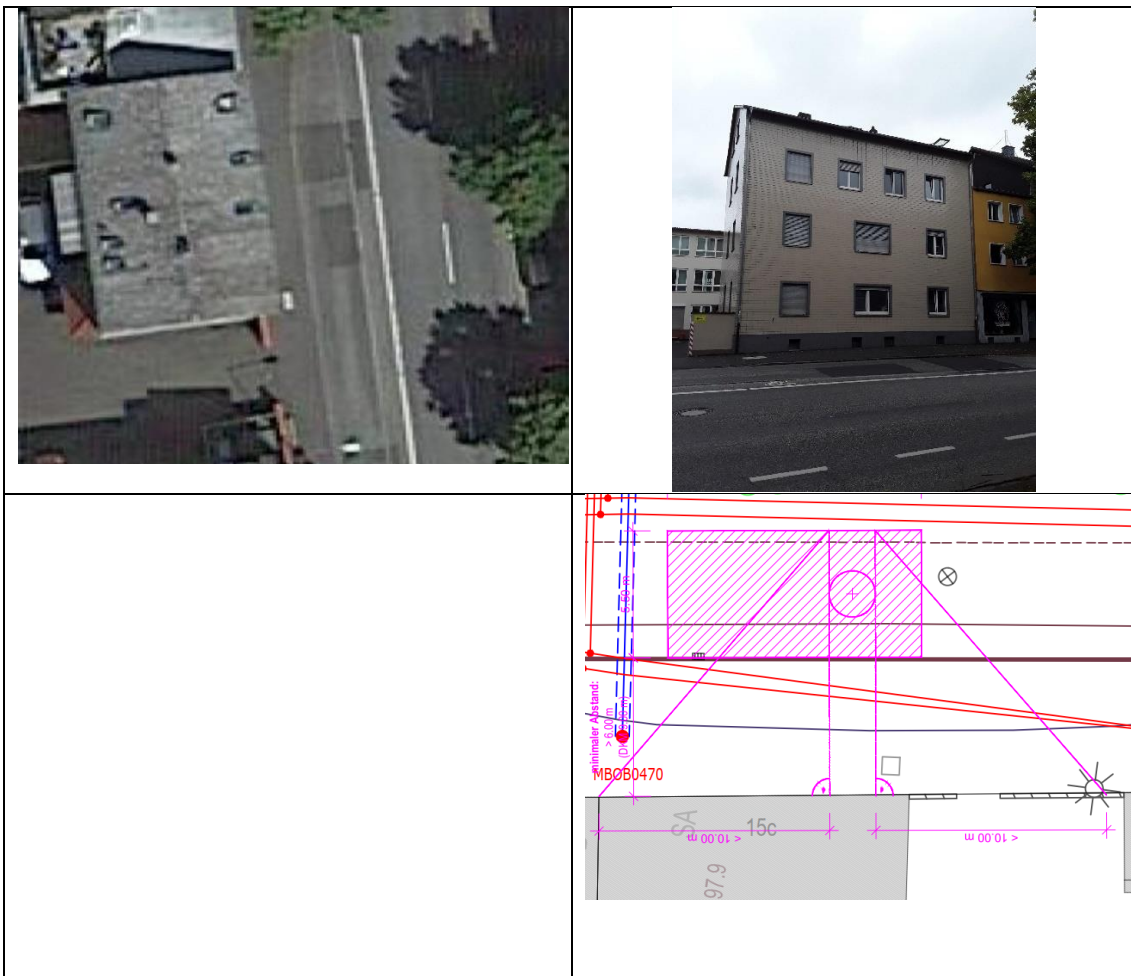 5.50 m
minimaler Abstand:
> 6.00 m
MBOB0470
SA
15c
< 10.00 m
< 10.00 m
97.9